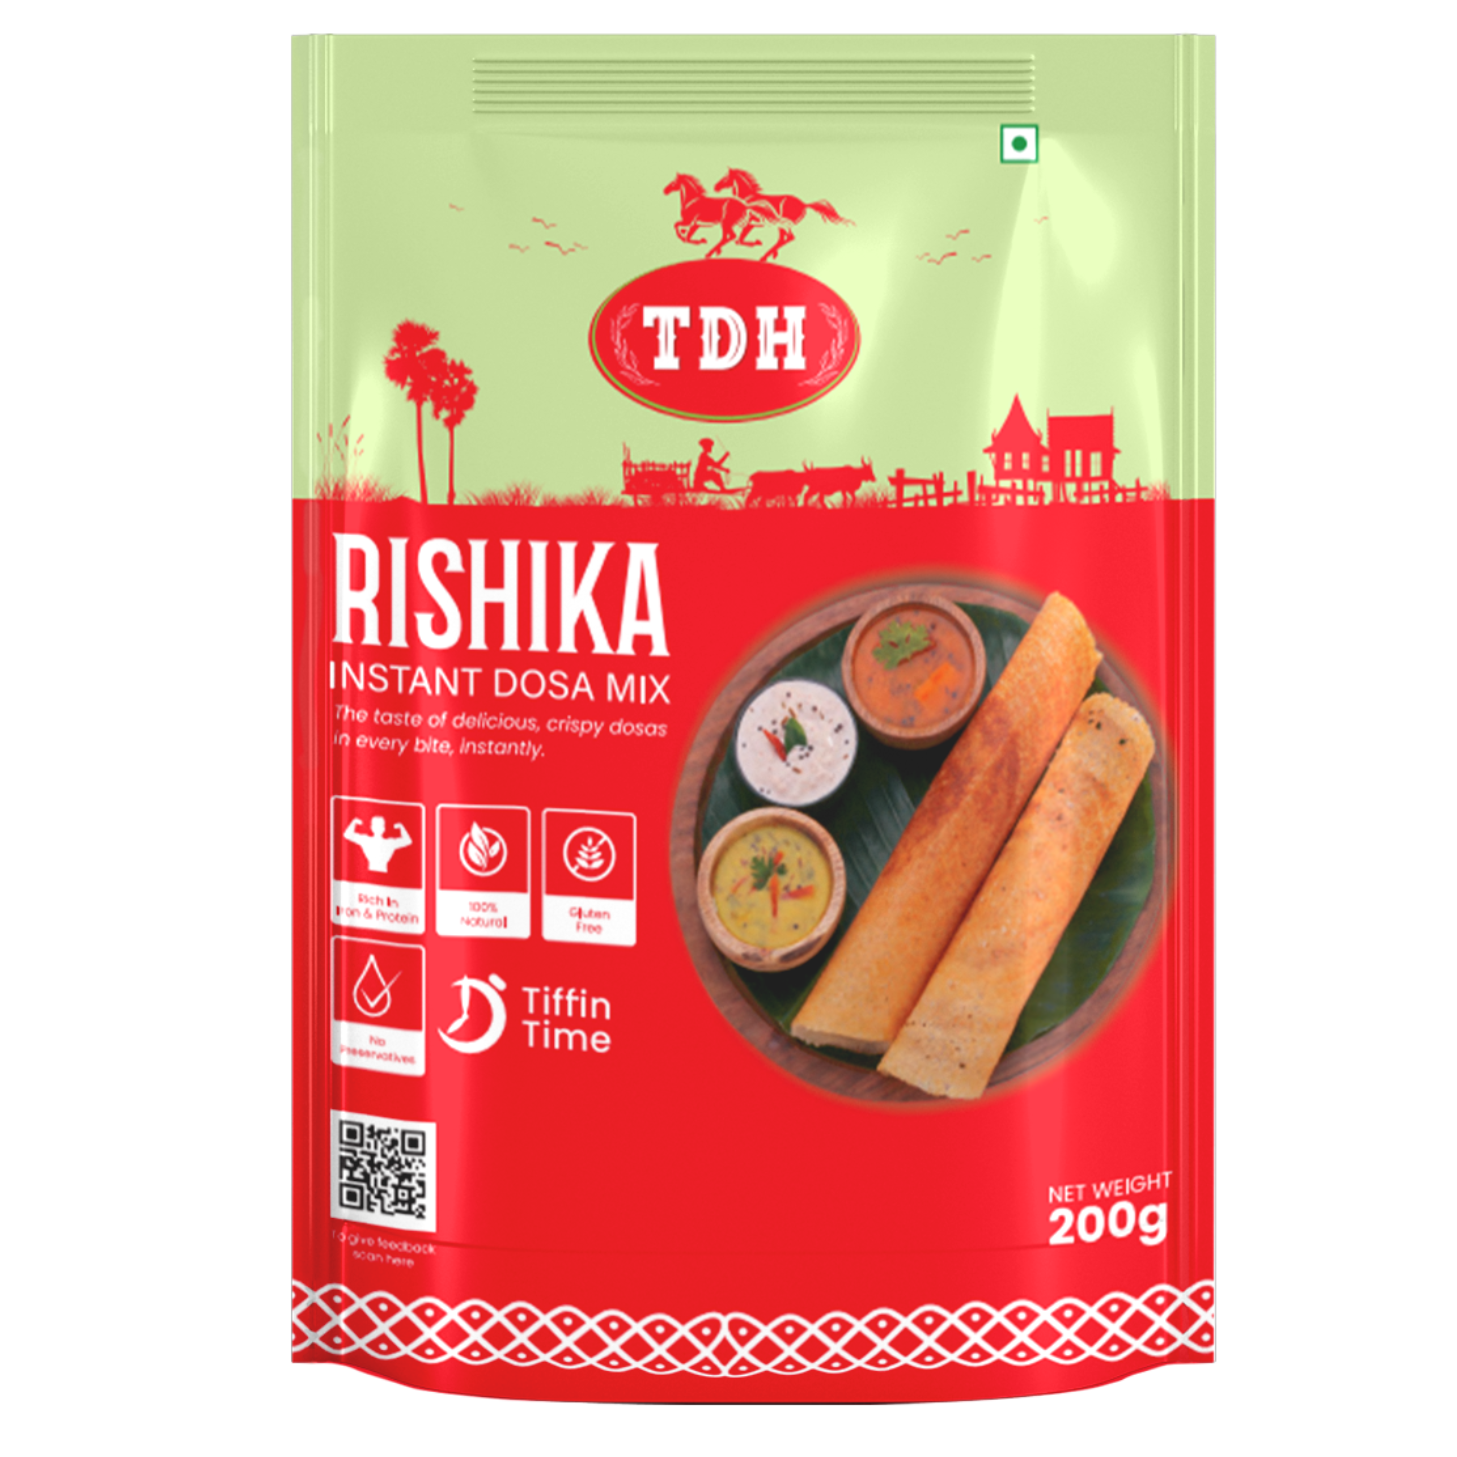 TDH
RISHIKA
INSTANT DOSA MIX
The taste of delicious, crispy dosas
in every bite, instantly.
Rich In
Iron & Protein
100%
Natural
Gluten
Free
No
Preservatives
Tiffin
Time
To give feedback
scan here
NET WEIGHT
200g